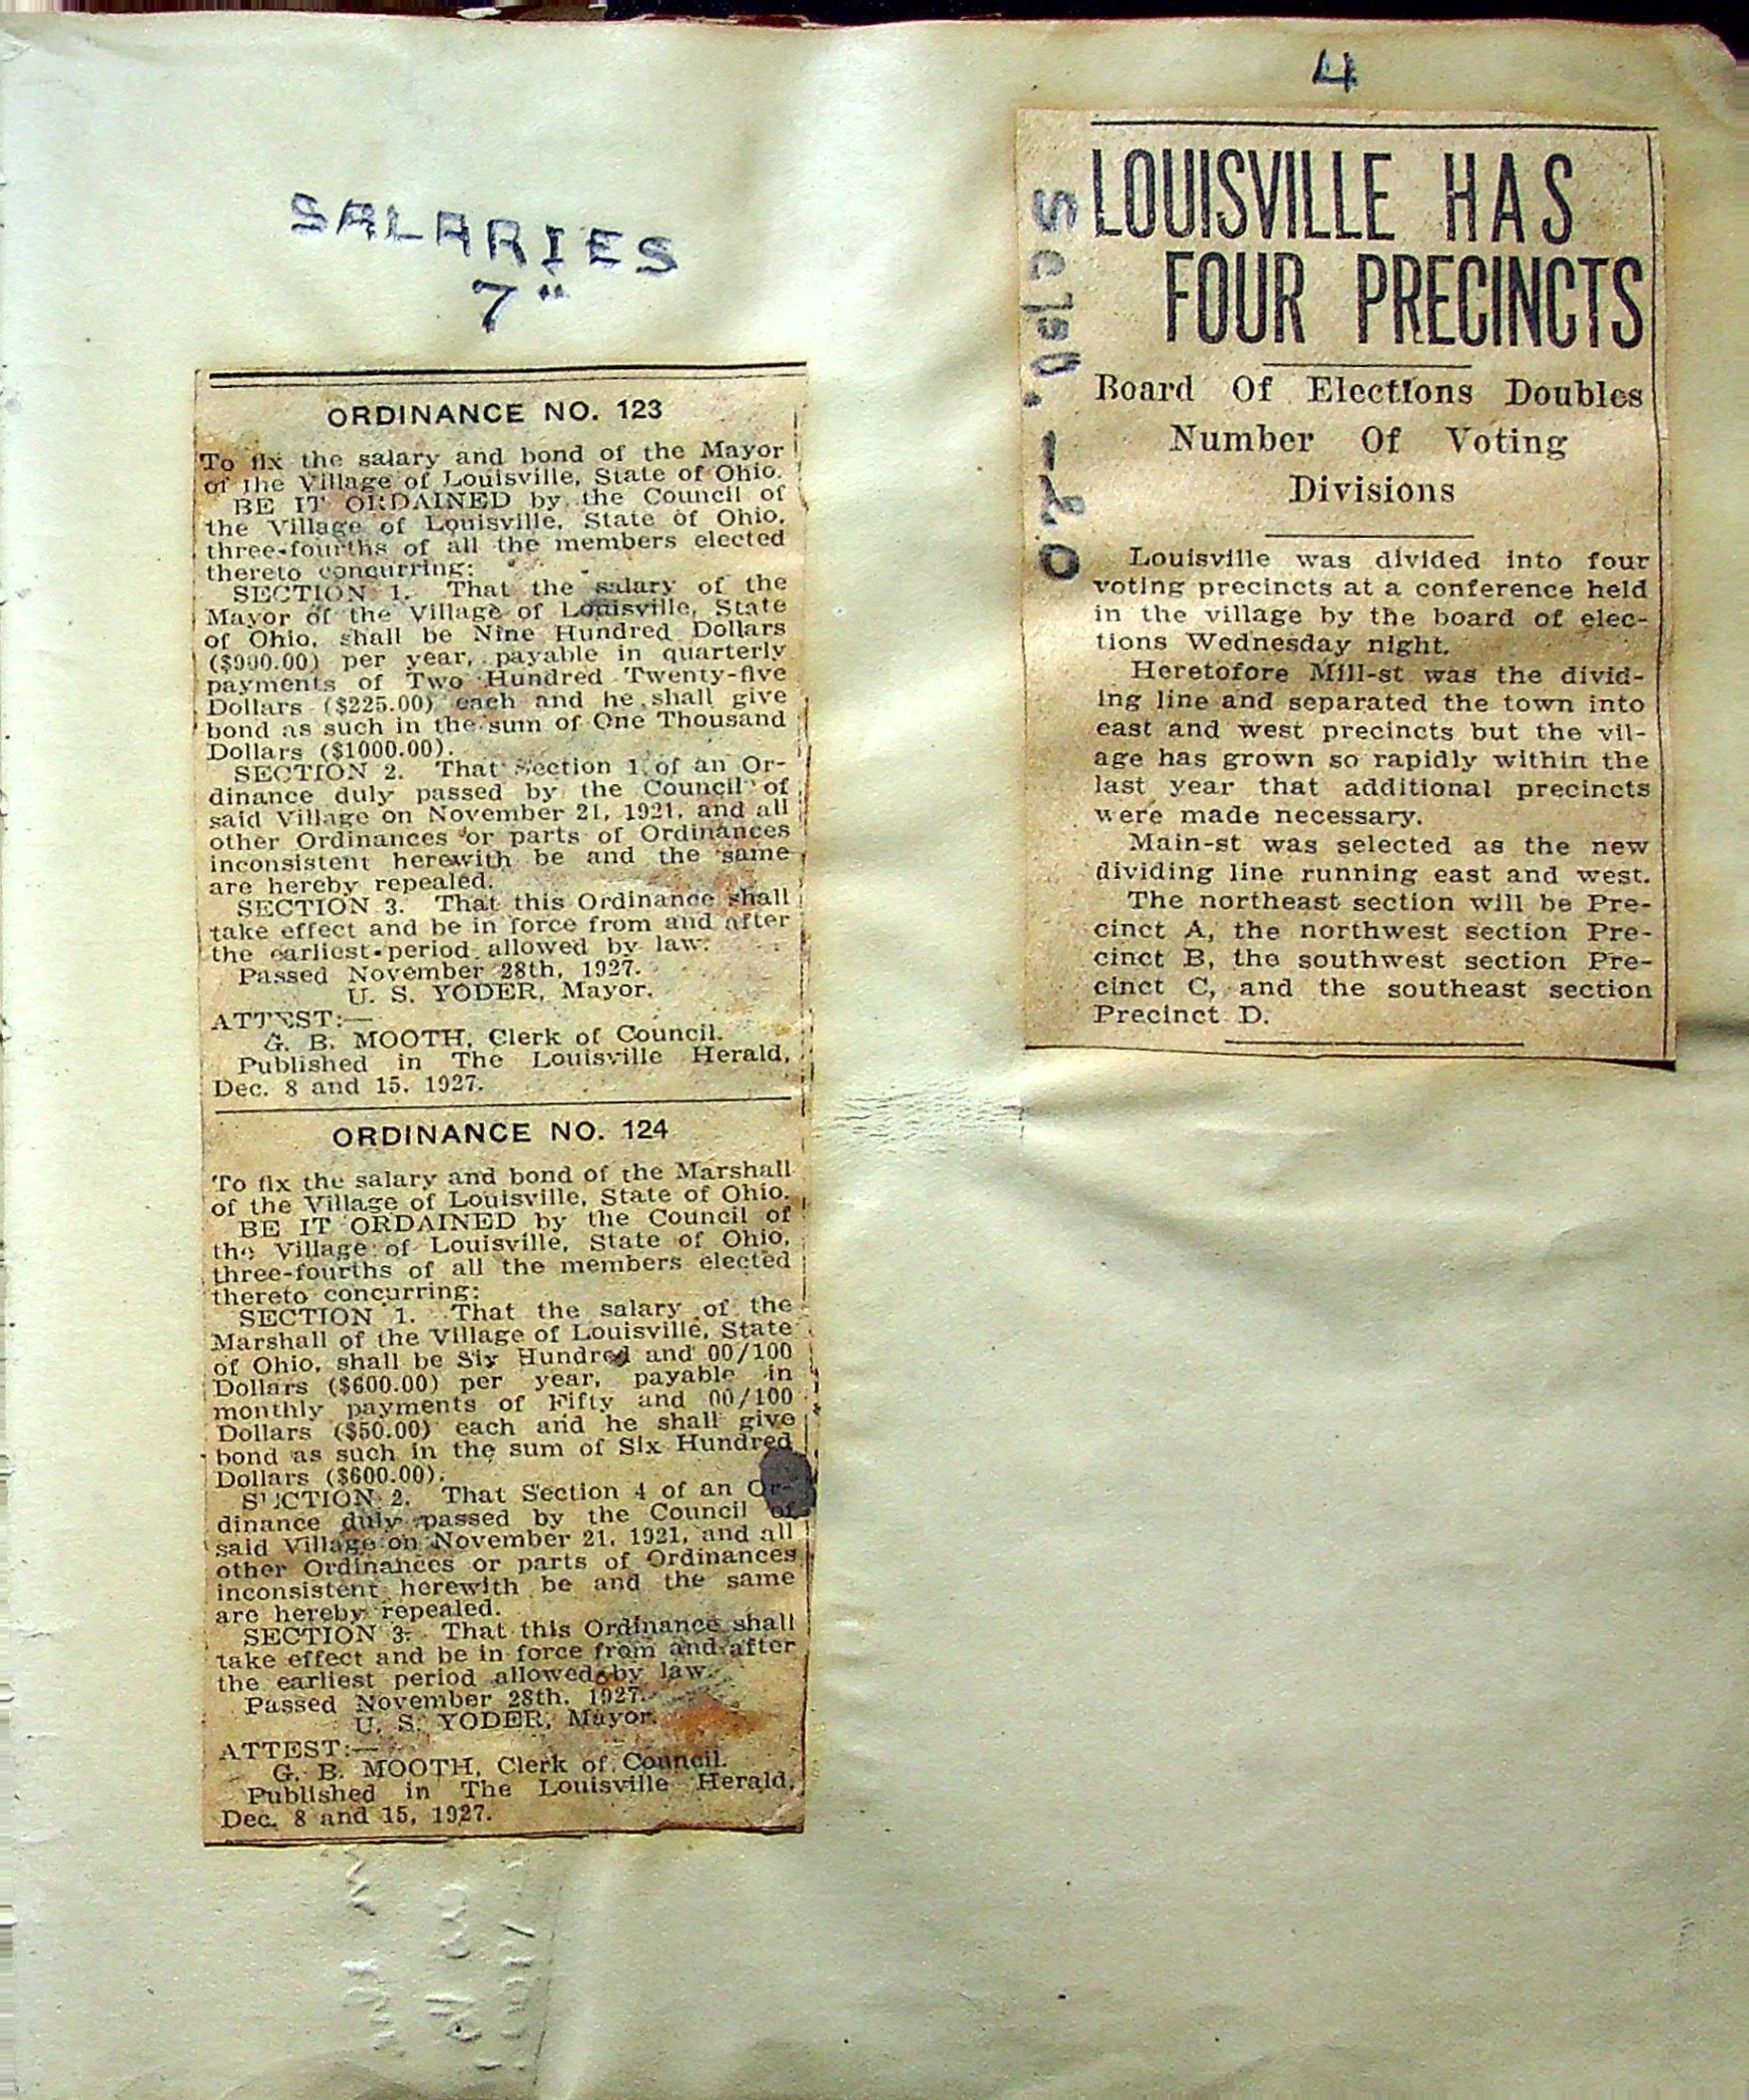 SALARIES
7"
ORDINANCE NO. 123
To fix the salary and bond of the Mayor
of the Village of Louisville, State of Ohio.
BE IT ORDAINED by the Council of
the Village of Louisville, State of Ohio,
three-fourths of all the members elected
thereto concurring:
SECTION 1. That the salary of the
Mayor of the Village of Louisville, State
of Ohio, shall be Nine Hundred Dollars
($900.00) per year, payable in quarterly
payments of Two Hundred Twenty-five
Dollars ($225.00) each and he shall give
bond as such in the sum of One Thousand
Dollars ($1000.00).
SECTION 2. That Section 1 of an Or-
dinance duly passed by the Council of
said Village on November 21, 1921, and all
other Ordinances or parts of Ordinances
inconsistent herewith be and the same
are hereby repealed.
SECTION 3. That this Ordinance shall
take effect and be in force from and after
the earliest period allowed by law.
Passed November 28th, 1927.
U. S. YODER, Mayor.
ATTEST:—
G. B. MOOTH, Clerk of Council.
Published in The Louisville Herald,
Dec. 8 and 15, 1927.
ORDINANCE NO. 124
To fix the salary and bond of the Marshall
of the Village of Louisville, State of Ohio.
BE IT ORDAINED by the Council of
the Village of Louisville, State of Ohio,
three-fourths of all the members elected
thereto concurring:
SECTION 1. That the salary of the
Marshall of the Village of Louisville, State
of Ohio, shall be Six Hundred and 00/100
Dollars ($600.00) per year, payable in
monthly payments of Fifty and 00/100
Dollars ($50.00) each and he shall give
bond as such in the sum of Six Hundred
Dollars ($600.00).
SECTION 2. That Section 4 of an Or-
dinance duly passed by the Council of
said Village on November 21, 1921, and all
other Ordinances or parts of Ordinances
inconsistent herewith be and the same
are hereby repealed.
SECTION 3. That this Ordinance shall
take effect and be in force from and after
the earliest period allowed by law.
Passed November 28th, 1927.
U. S. YODER, Mayor.
ATTEST:—
G. B. MOOTH, Clerk of Council.
Published in The Louisville Herald,
Dec. 8 and 15, 1927.
4
LOUISVILLE HAS
FOUR PRECINCTS
Board Of Elections Doubles
Number Of Voting
Divisions
Louisville was divided into four
voting precincts at a conference held
in the village by the board of elec-
tions Wednesday night.
Heretofore Mill-st was the divid-
ing line and separated the town into
east and west precincts but the vil-
age has grown so rapidly within the
last year that additional precincts
were made necessary.
Main-st was selected as the new
dividing line running east and west.
The northeast section will be Pre-
cinct A, the northwest section Pre-
cinct B, the southwest section Pre-
cinct C, and the southeast section
Precinct D.